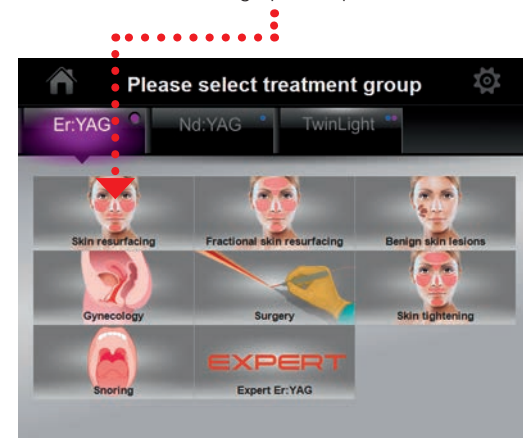 Please select treatment group
Er:YAG Nd:YAG TwinLight
Skin resurfacing Fractional skin resurfacing Benign skin lesions
Gynecology Surgery Skin tightening
EXPERT
Snoring Expert Er:YAG